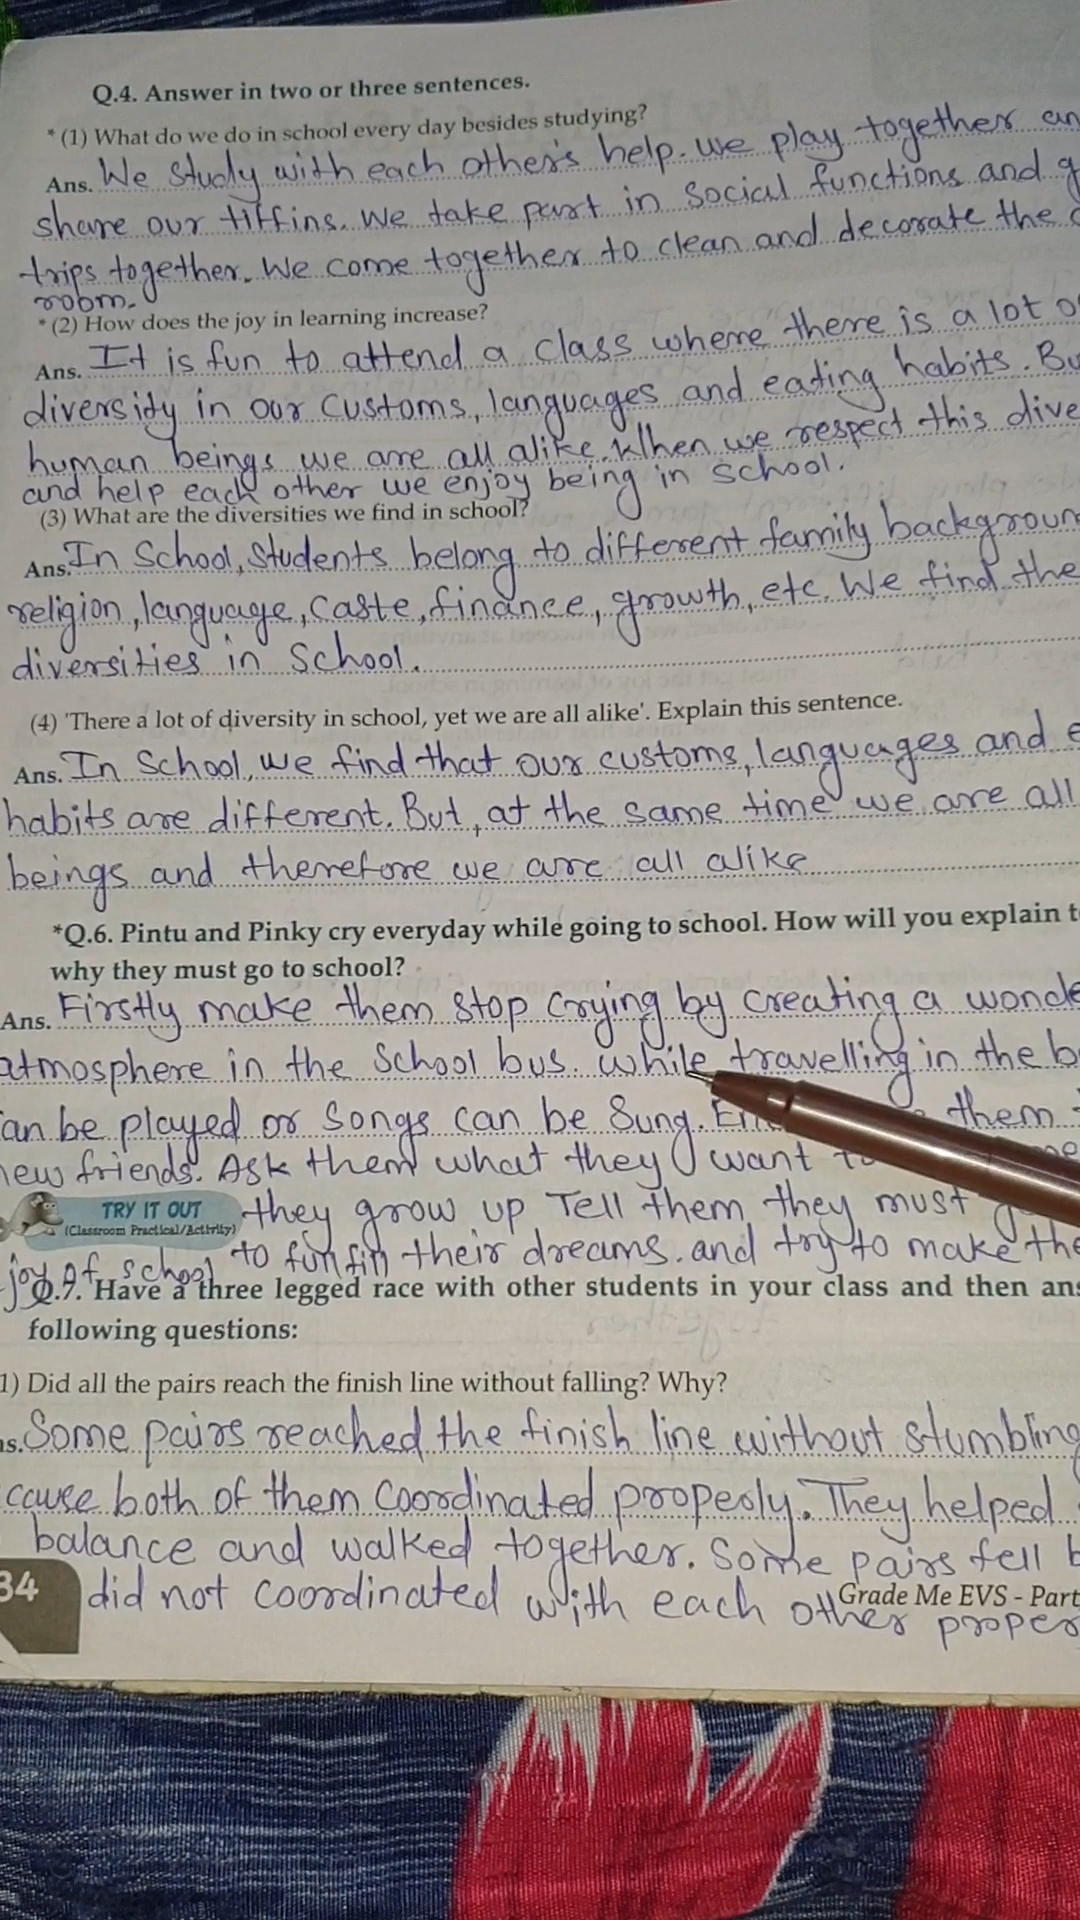 Q.4. Answer in two or three sentences.
* (1) What do we do in school every day besides studying?
Ans. We study with each other's help. we play together an
share our tiffins. We take part in social functions and g
trips together. We come together to clean and decorate the c
room.
* (2) How does the joy in learning increase?
Ans. It is fun to attend a class where there is a lot o
diversity in our customs, languages and eating habits. Bu
human beings we are all alike. When we respect this dive
and help each other we enjoy being in school.
(3) What are the diversities we find in school?
Ans. In School, Students belong to different family backgroun
religion, language, Caste, finance, growth, etc. We find the
diversities in School.
(4) 'There a lot of diversity in school, yet we are all alike'. Explain this sentence.
Ans. In School, we find that our customs, languages and e
habits are different. But, at the same time we are all
beings and therefore we are all alike
*Q.6. Pintu and Pinky cry everyday while going to school. How will you explain t
why they must go to school?
Ans. Firstly make them stop crying by creating a wonde
atmosphere in the School bus. while travelling in the b
an be played or songs can be Sung. them
new friends. Ask them what they want
TRY IT OUT they grow up Tell them they must
(Classroom Practical/Activity)
joy of school to funfill their dreams. and try to make the
Q.7. Have a three legged race with other students in your class and then ans
following questions:
1) Did all the pairs reach the finish line without falling? Why?
s. Some pairs reached the finish line without stumbling
cause both of them Coordinated properly. They helped
balance and walked together. Some pairs fell b
34 did not coordinated with each other proper
Grade Me EVS - Part